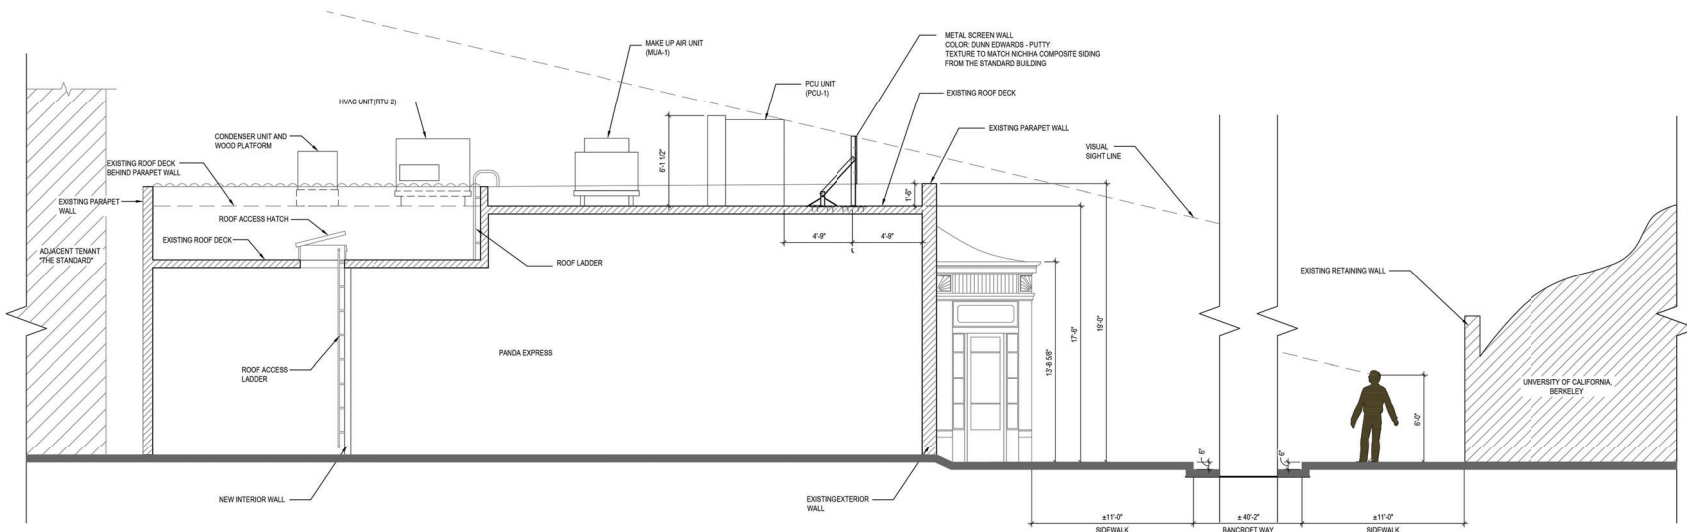 METAL SCREEN WALL
COLOR: DUNN EDWARDS - PUTTY
TEXTURE TO MATCH NICHIHA COMPOSITE SIDING
FROM THE STANDARD BUILDING
MAKE UP AIR UNIT
(MUA-1)
PCU UNIT
(PCU-1)
EXISTING ROOF DECK
HVAC UNIT(RTU 2)
EXISTING PARAPET WALL
CONDENSER UNIT AND
WOOD PLATFORM
VISUAL
SIGHT LINE
EXISTING ROOF DECK
BEHIND PARAPET WALL
6'-1 1/2"
1'-6"
EXISTING PARAPET
WALL
ROOF ACCESS HATCH
EXISTING ROOF DECK
4'-9"
4'-9"
ADJACENT TENANT
"THE STANDARD"
ROOF LADDER
EXISTING RETAINING WALL
19'-0"
17'-6"
13'-8 5/8"
PANDA EXPRESS
ROOF ACCESS
LADDER
UNIVERSITY OF CALIFORNIA,
BERKELEY
6'-0"
6"
6"
NEW INTERIOR WALL
EXISTINGEXTERIOR
WALL
±11'-0"
SIDEWALK
±40'-2"
BANCROFT WAY
±11'-0"
SIDEWALK